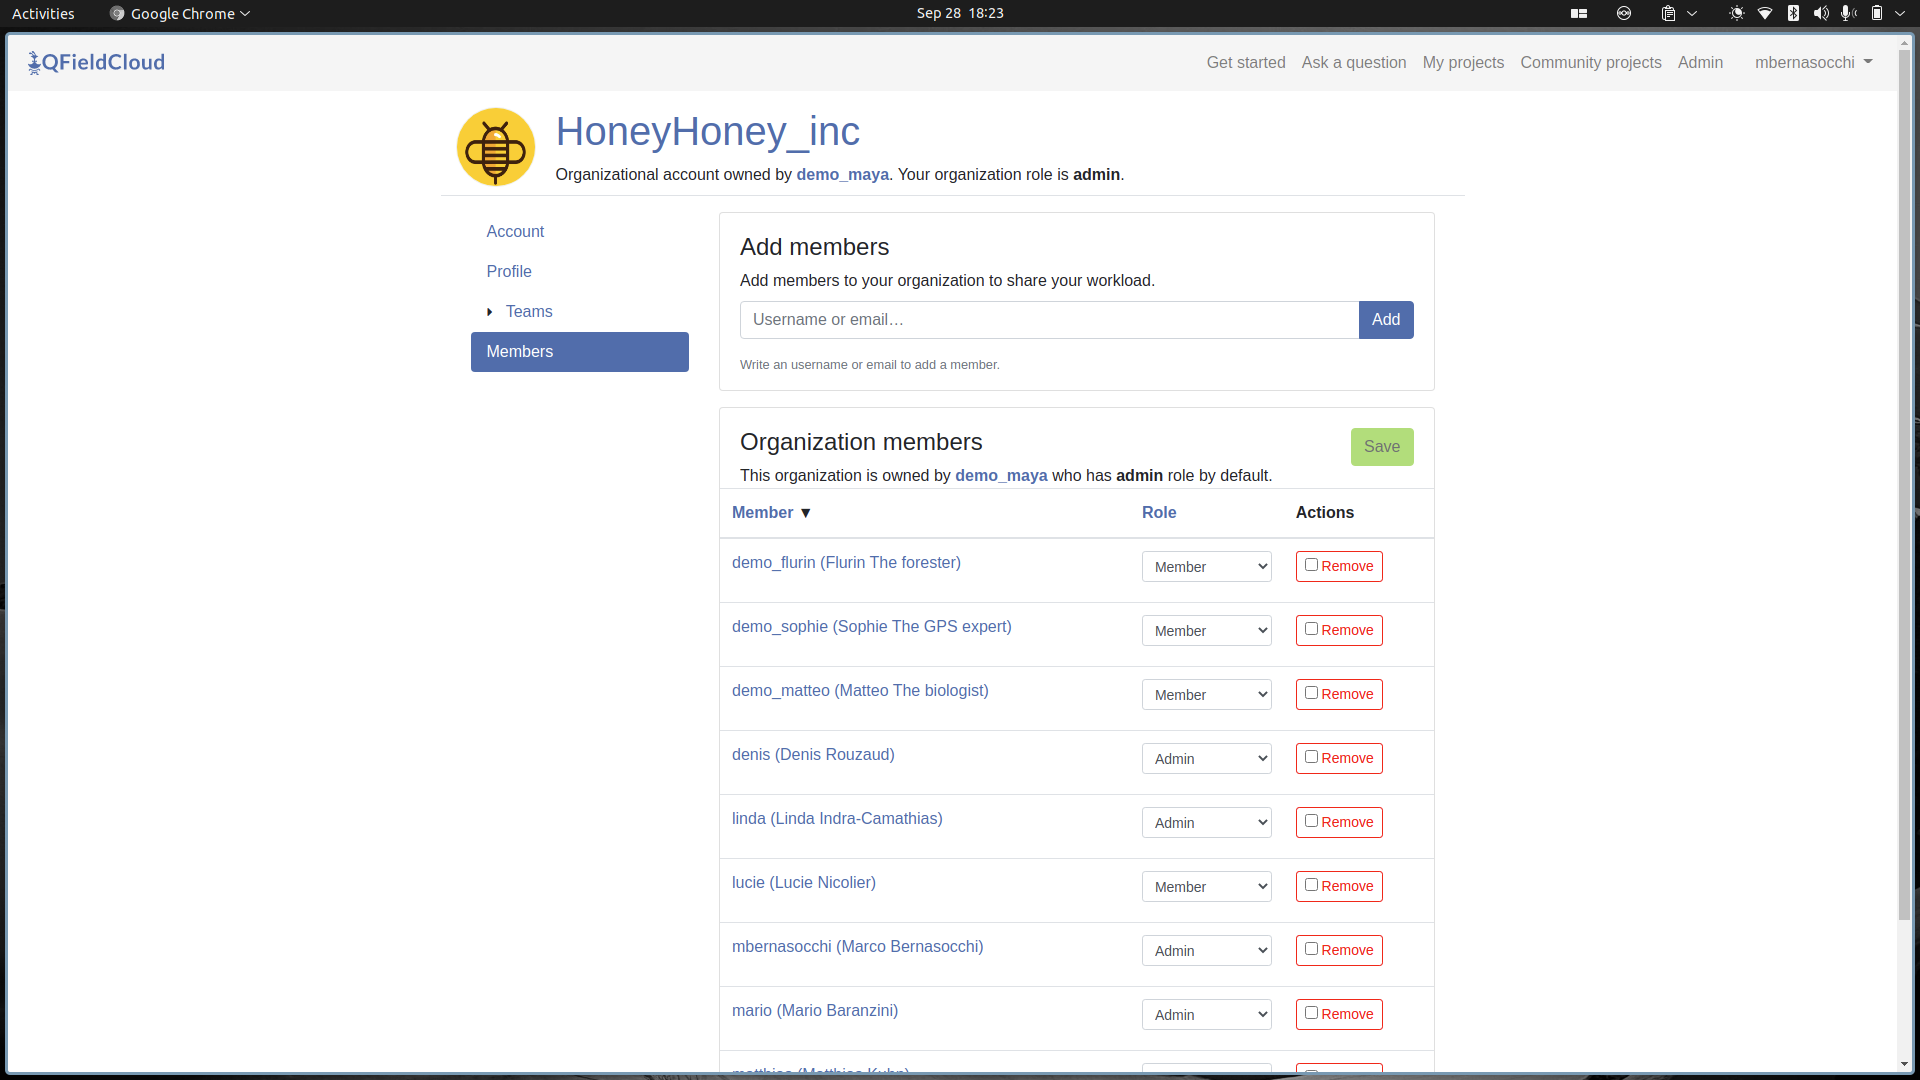 Activities
Google Chrome
Sep 28 18:23
QFieldCloud
Get started
Ask a question
My projects
Community projects
Admin
mbernasocchi
HoneyHoney_inc
Organizational account owned by demo_maya. Your organization role is admin.
Account
Profile
Teams
Members
Add members
Add members to your organization to share your workload.
Username or email…
Add
Write an username or email to add a member.
Organization members
Save
This organization is owned by demo_maya who has admin role by default.
Member ▼ Role Actions
demo_flurin (Flurin The forester) Member Remove
demo_sophie (Sophie The GPS expert) Member Remove
demo_matteo (Matteo The biologist) Member Remove
denis (Denis Rouzaud) Admin Remove
linda (Linda Indra-Camathias) Admin Remove
lucie (Lucie Nicolier) Member Remove
mbernasocchi (Marco Bernasocchi) Admin Remove
mario (Mario Baranzini) Admin Remove